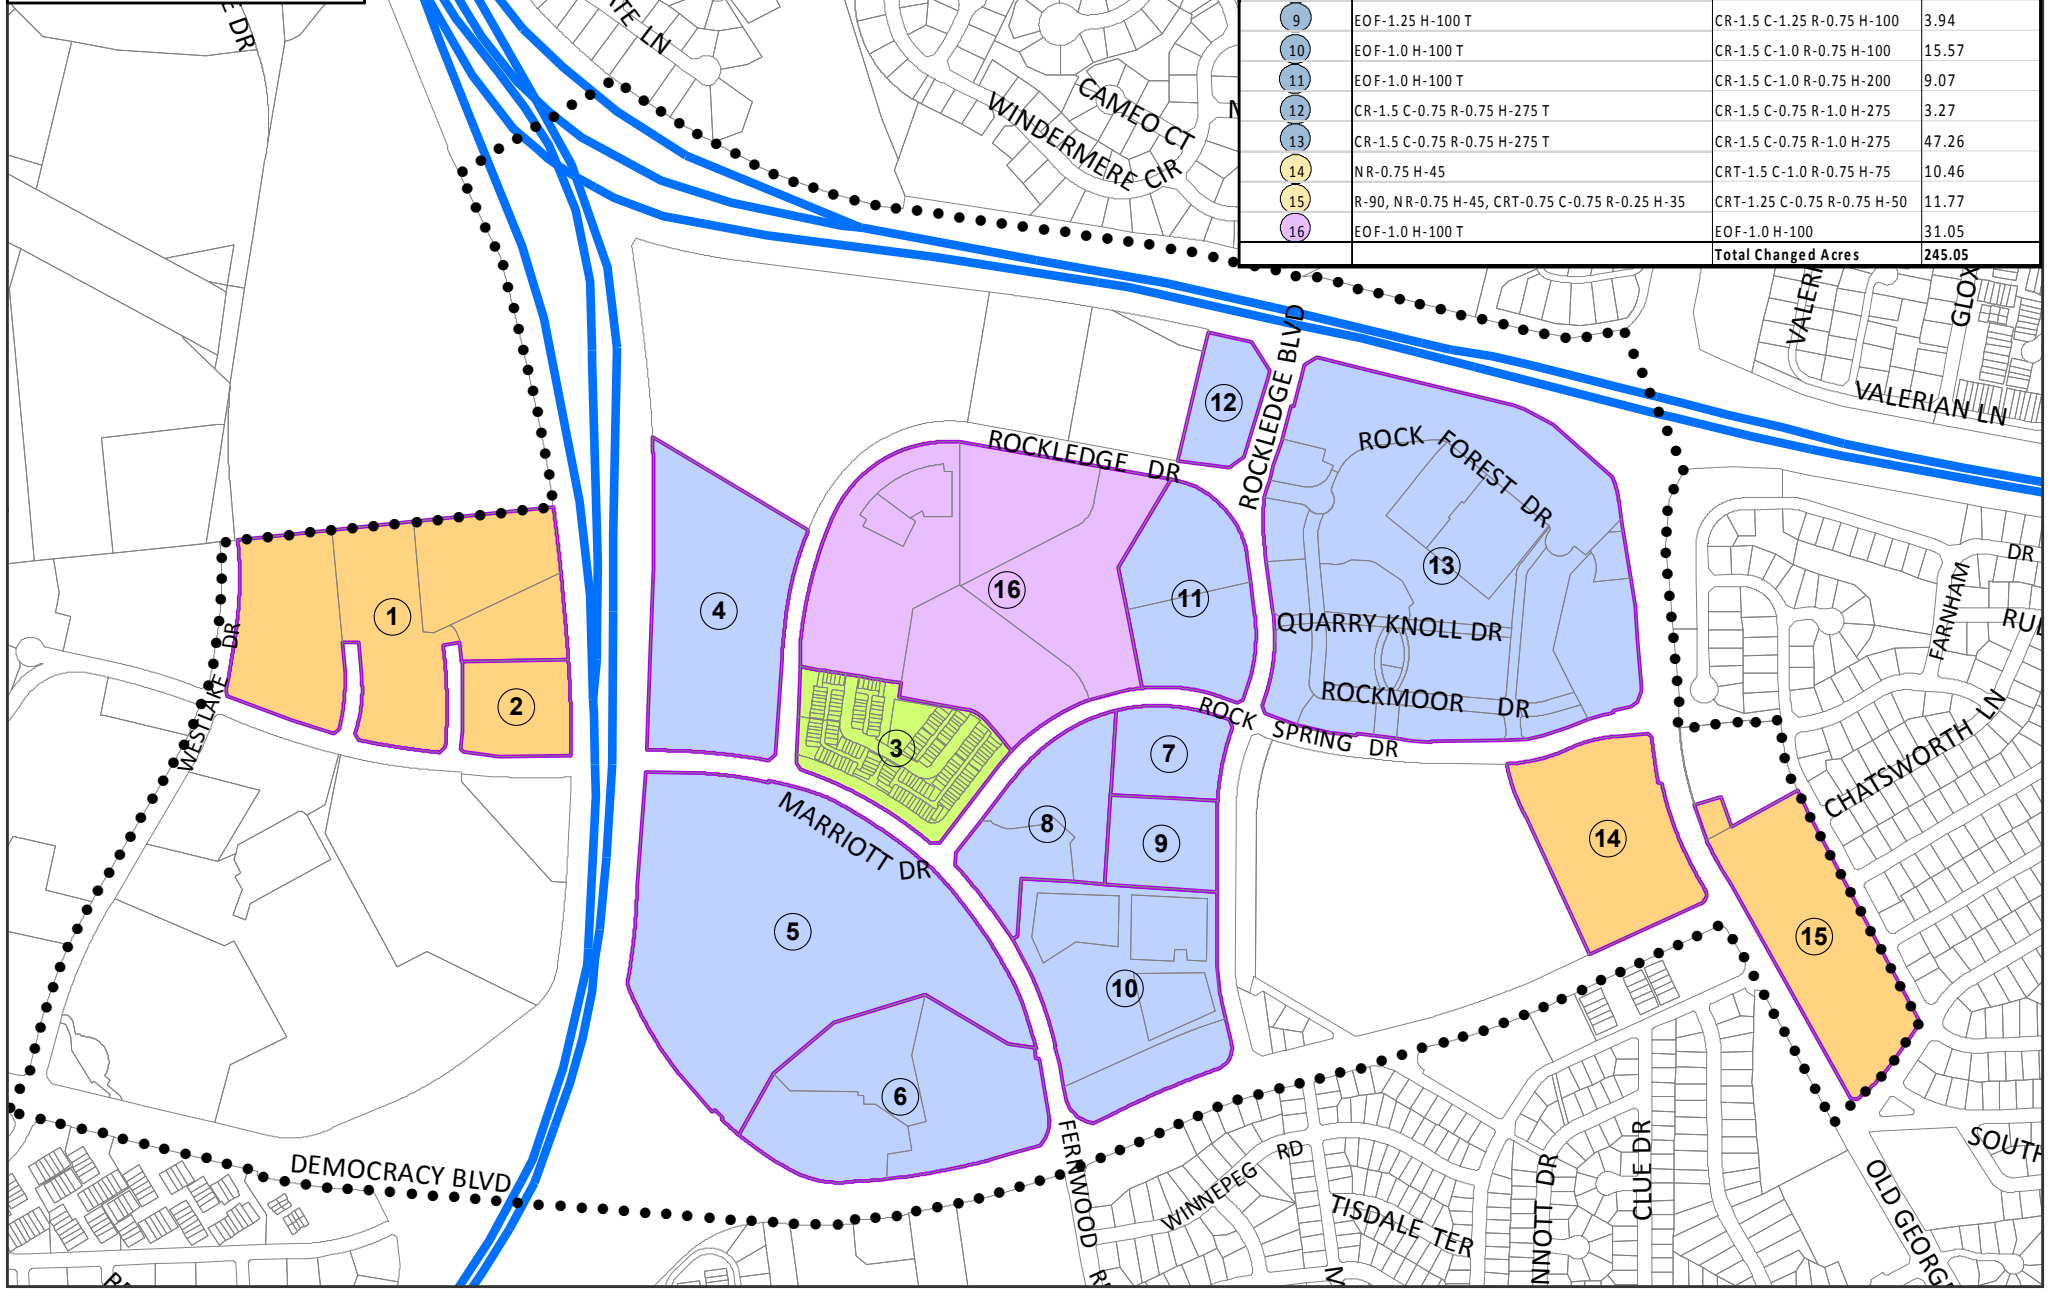 9 EOF-1.25 H-100 T CR-1.5 C-1.25 R-0.75 H-100 3.94
10 EOF-1.0 H-100 T CR-1.5 C-1.0 R-0.75 H-100 15.57
11 EOF-1.0 H-100 T CR-1.5 C-1.0 R-0.75 H-200 9.07
12 CR-1.5 C-0.75 R-0.75 H-275 T CR-1.5 C-0.75 R-1.0 H-275 3.27
13 CR-1.5 C-0.75 R-0.75 H-275 T CR-1.5 C-0.75 R-1.0 H-275 47.26
14 NR-0.75 H-45 CRT-1.5 C-1.0 R-0.75 H-75 10.46
15 R-90, NR-0.75 H-45, CRT-0.75 C-0.75 R-0.25 H-35 CRT-1.25 C-0.75 R-0.75 H-50 11.77
16 EOF-1.0 H-100 T EOF-1.0 H-100 31.05
Total Changed Acres 245.05
DR
LN
CAMEO CT
WINDERMERE CIR
VALERIAN LN
ROCKLEDGE BLVD
ROCKLEDGE DR
12
ROCK FOREST DR
13
16
11
4
1
2
WESTLAKE DR
QUARRY KNOLL DR
ROCKMOOR DR
ROCK SPRING DR
DR
FARNHAM
CHATSWORTH LN
3
7
8
9
MARRIOTT DR
14
15
5
10
6
DEMOCRACY BLVD
FERNWOOD
WINNEPEG RD
TISDALE TER
NNOTT DR
CLUE DR
SOUTH
OLD GEORG